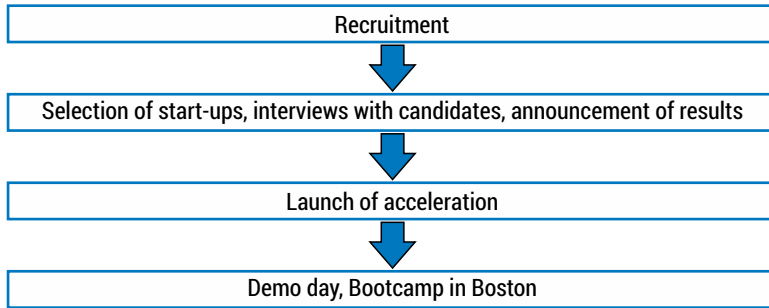 Recruitment
Selection of start-ups, interviews with candidates, announcement of results
Launch of acceleration
Demo day, Bootcamp in Boston